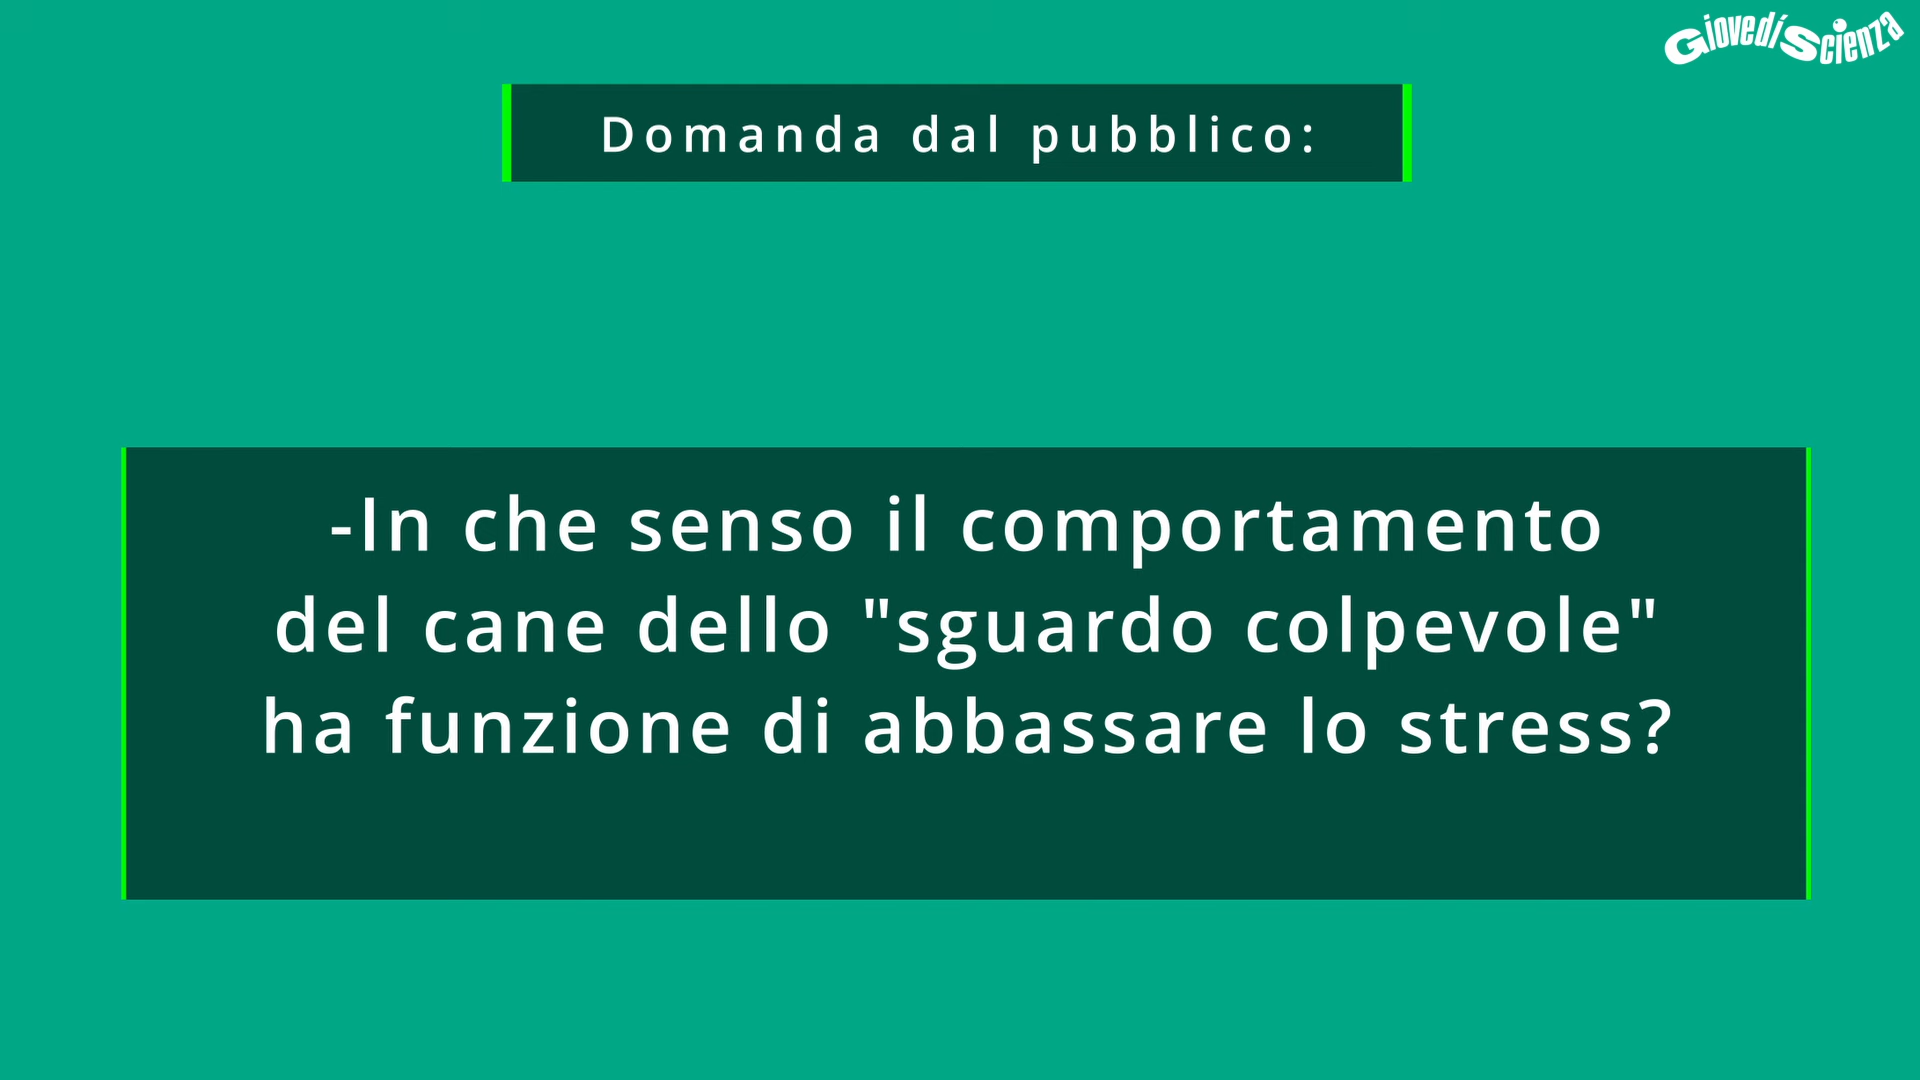 GiovedìScienza
Domanda dal pubblico:
-In che senso il comportamento
del cane dello "sguardo colpevole"
ha funzione di abbassare lo stress?